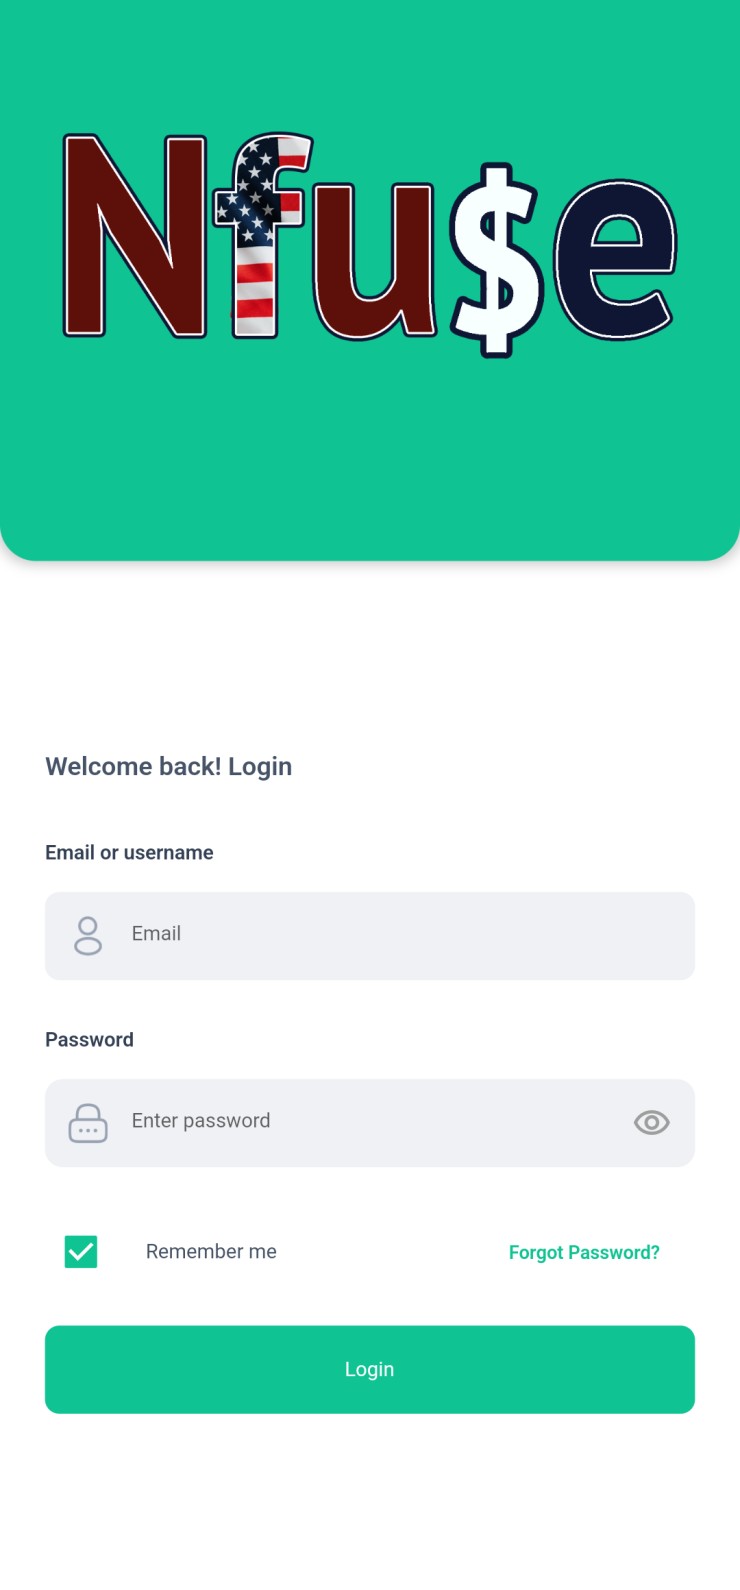 Nfu$e
Welcome back! Login
Email or username
Email
Password
Enter password
Remember me
Forgot Password?
Login